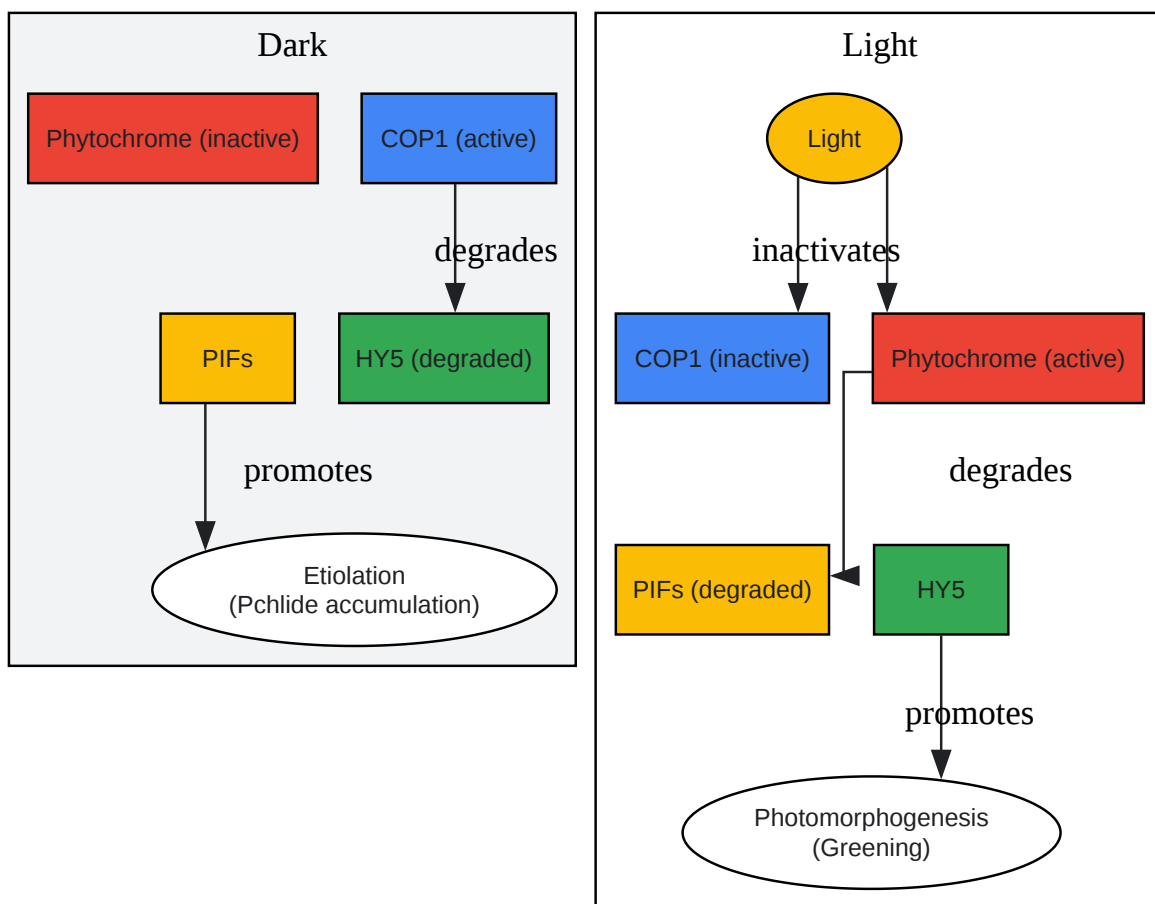 Dark
Phytochrome (inactive)
COP1 (active)
degrades
PIFs
HY5 (degraded)
promotes
Etiolation
(Pchlide accumulation)
Light
Light
inactivates
COP1 (inactive)
Phytochrome (active)
degrades
PIFs (degraded)
HY5
promotes
Photomorphogenesis
(Greening)